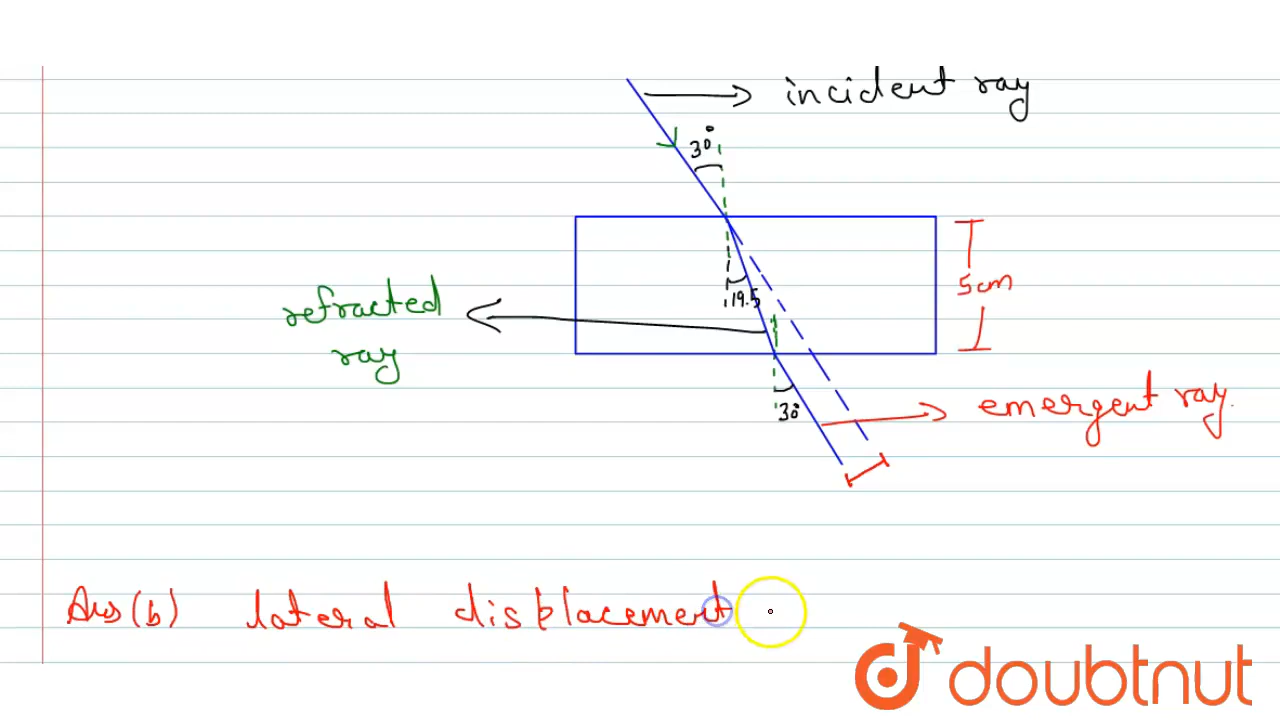 incident ray
30°
5cm
19.5
refracted
ray
emergent ray.
30°
Ans (b) lateral displacement
doubtnut